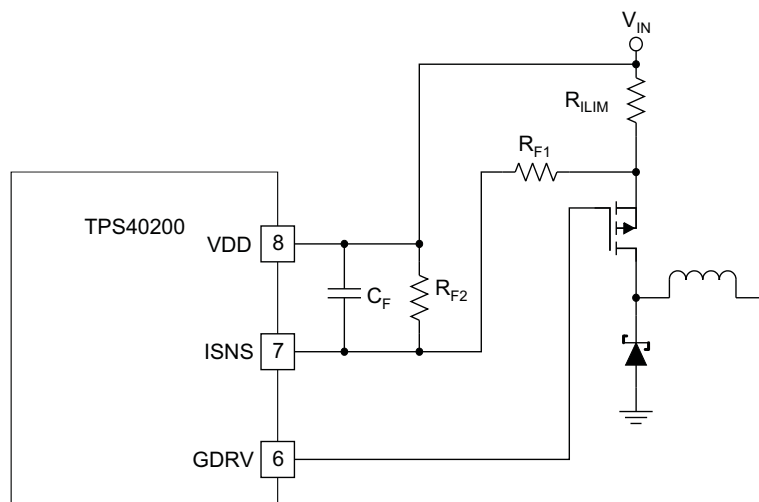 V_IN
R_ILIM
R_F1
TPS40200
VDD 8
C_F
R_F2
ISNS 7
GDRV 6